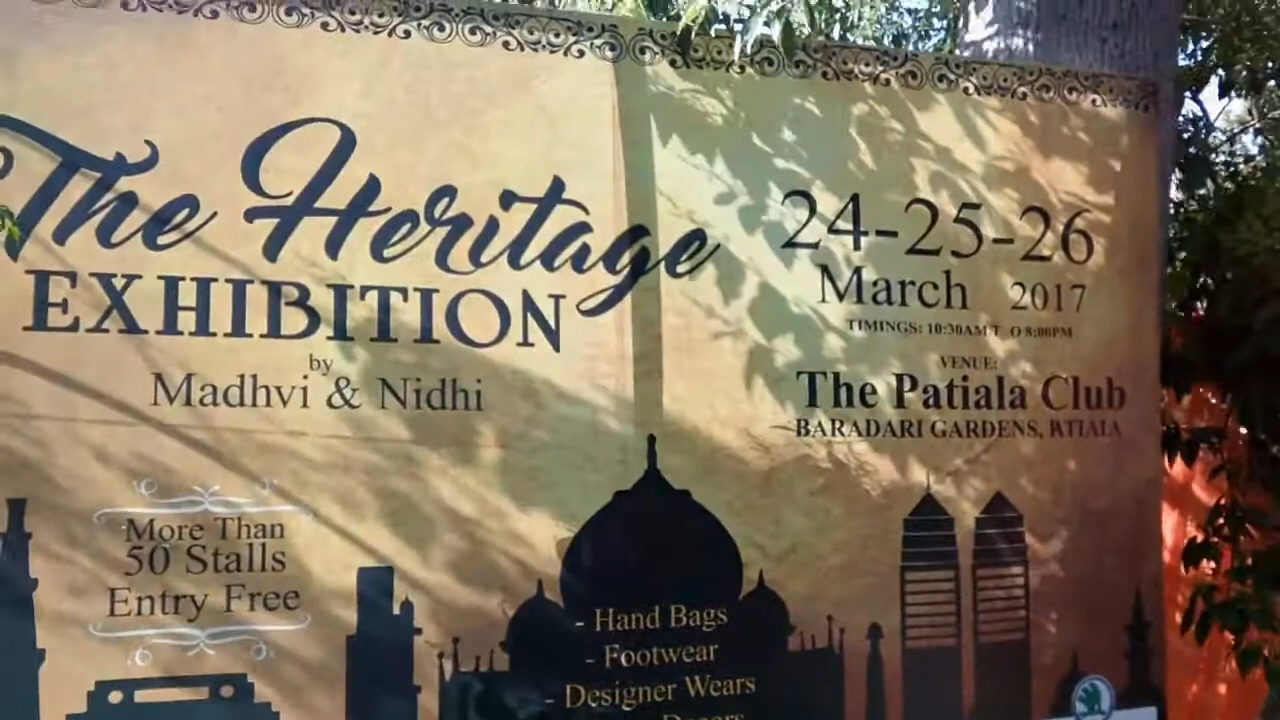 The Heritage
EXHIBITION
by
Madhvi & Nidhi
More Than
50 Stalls
Entry Free
24-25-26
March 2017
TIMINGS: 10:30AM T O 8:00PM
VENUE:
The Patiala Club
BARADARI GARDENS,
- Hand Bags
- Footwear
- Designer Wears
Decors